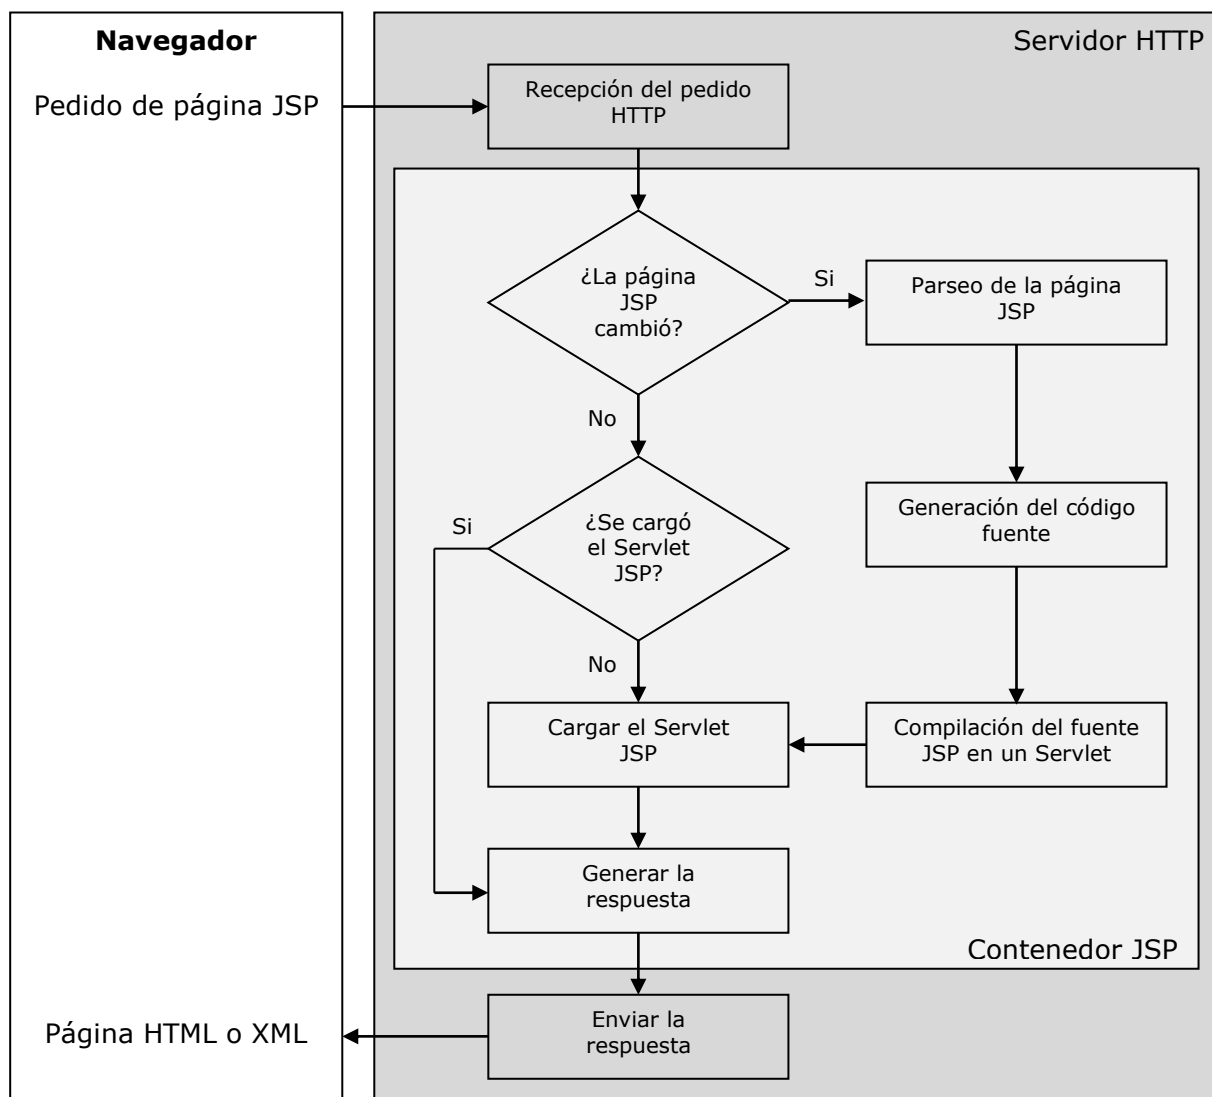 Navegador
Servidor HTTP
Pedido de página JSP
Recepción del pedido
HTTP
¿La página
JSP
cambió?
Si
Parseo de la página
JSP
No
Si
¿Se cargó
el Servlet
JSP?
Generación del código
fuente
No
Cargar el Servlet
JSP
Compilación del fuente
JSP en un Servlet
Generar la
respuesta
Contenedor JSP
Enviar la
respuesta
Página HTML o XML